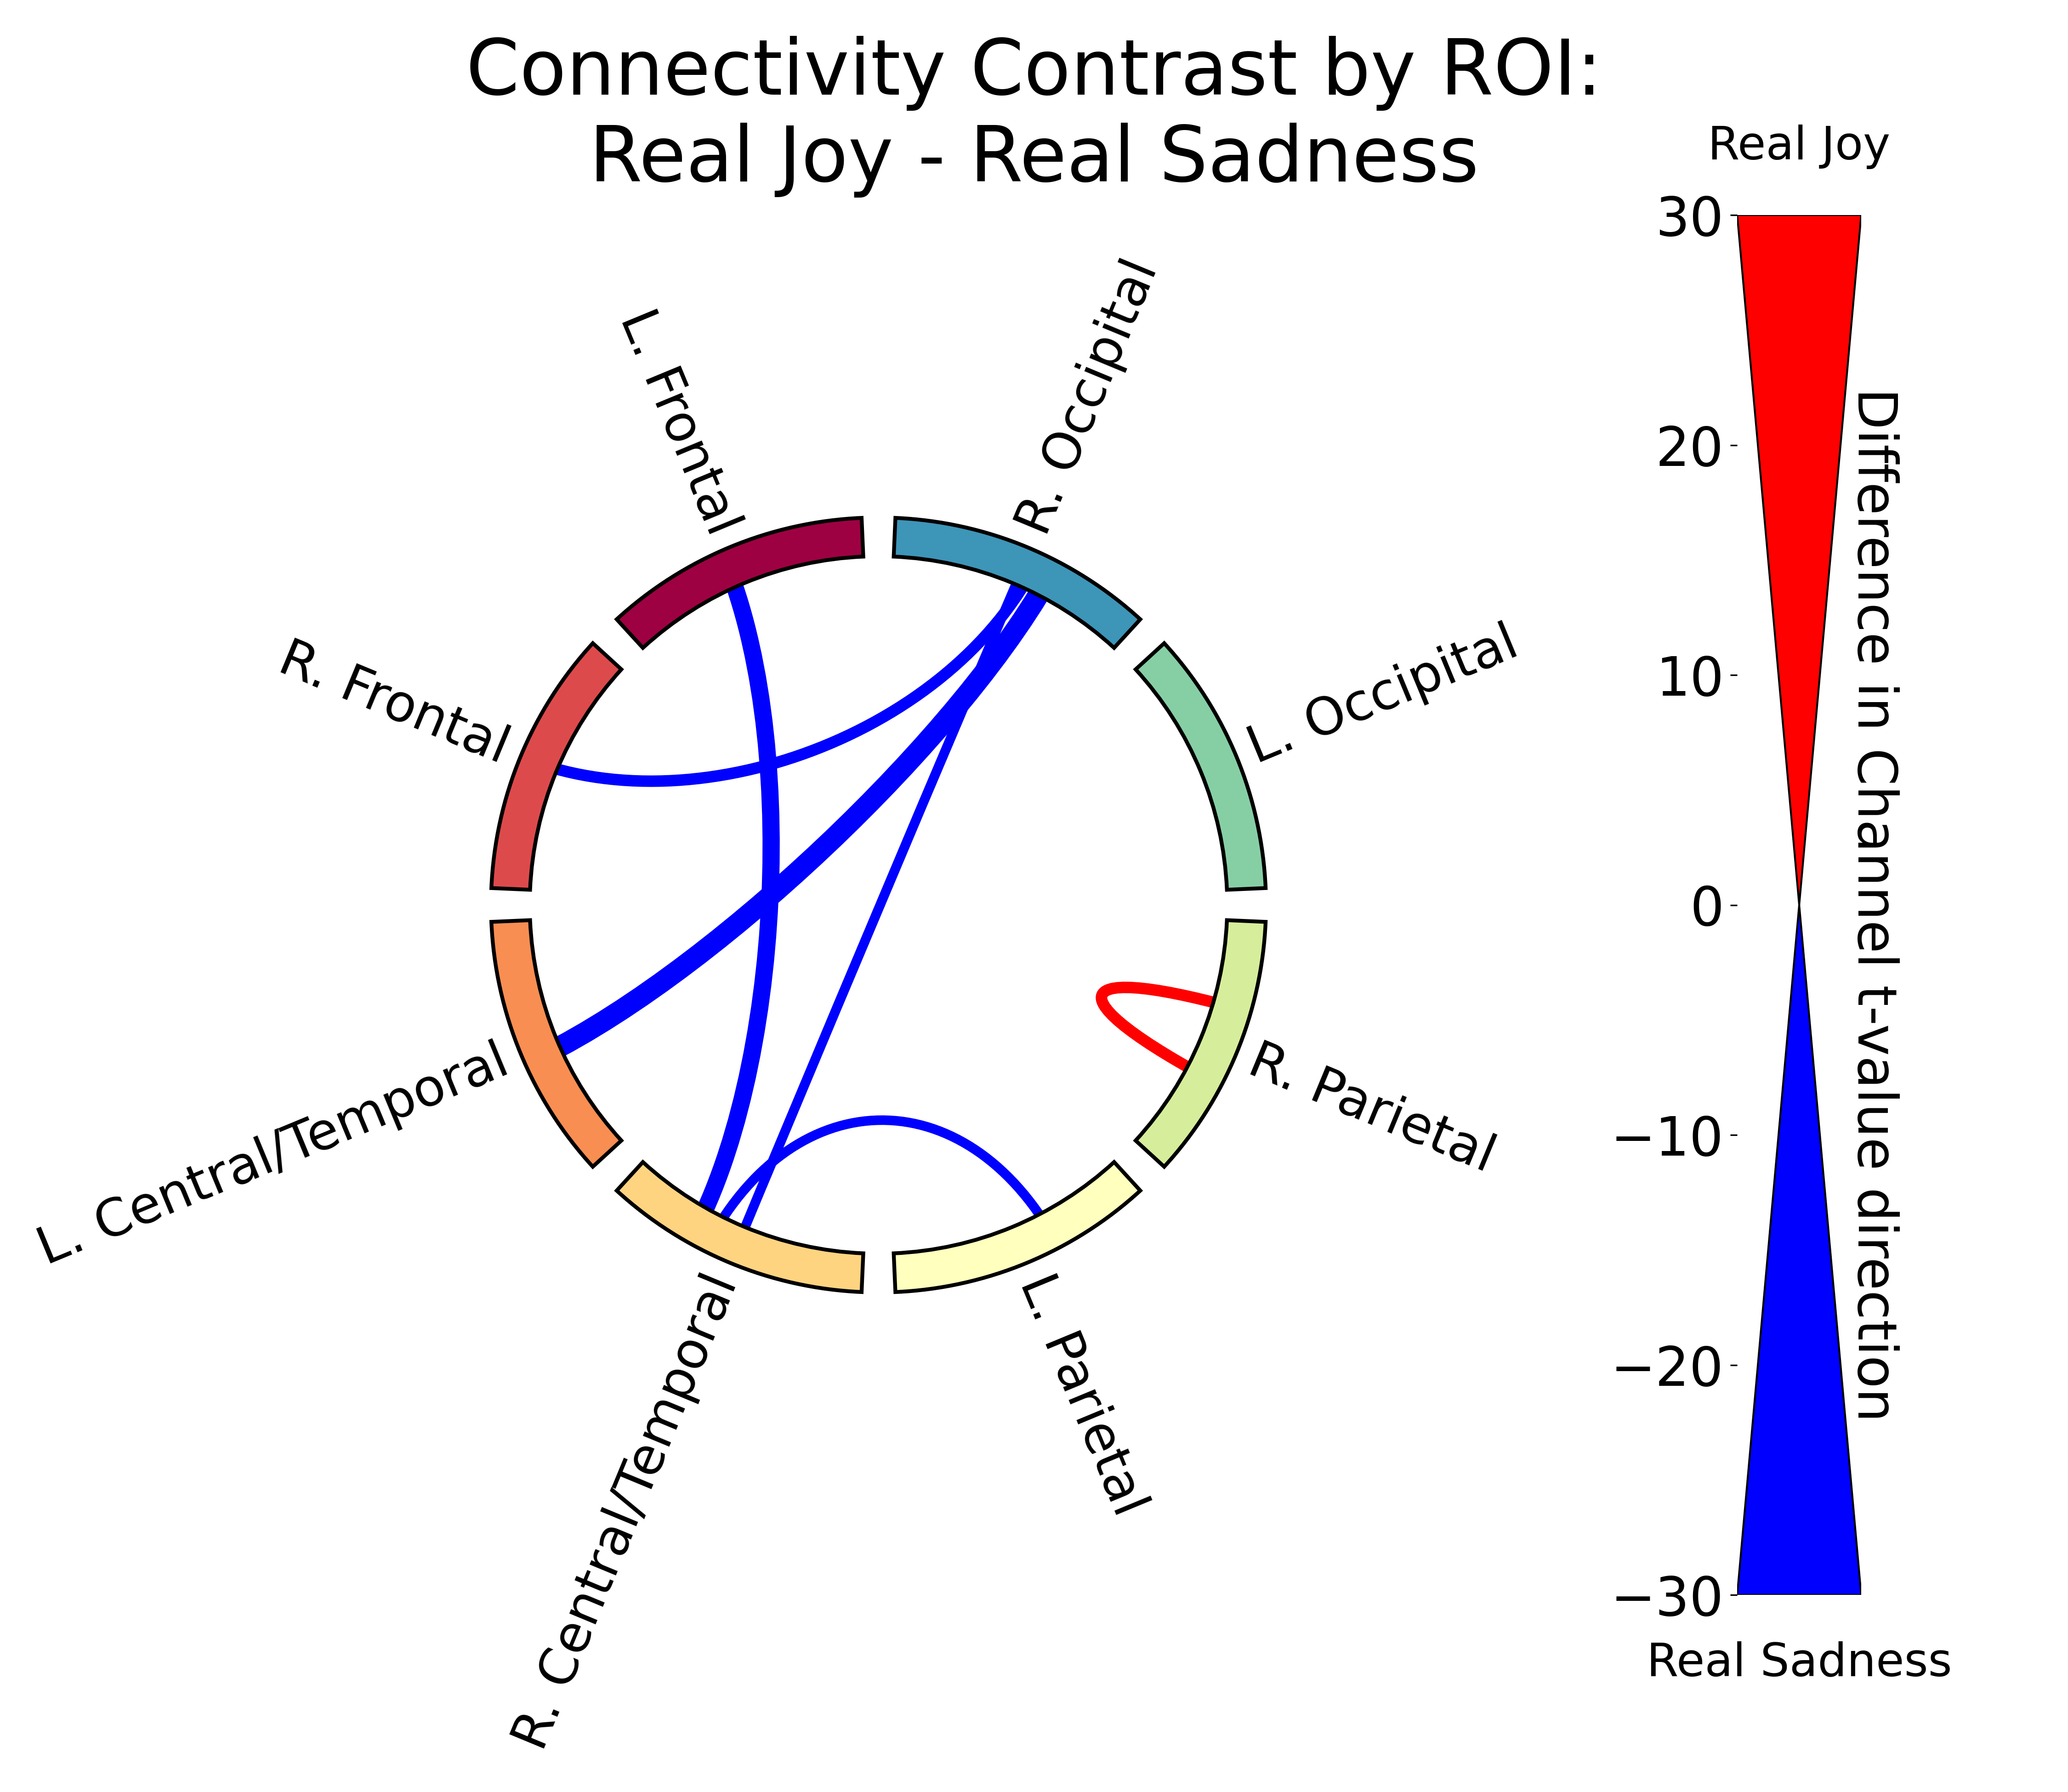 Connectivity Contrast by ROI:
Real Joy - Real Sadness
Real Joy
30
20
10
0
−10
−20
−30
Real Sadness
Difference in Channel t-value direction
L. Frontal
R. Occipital
R. Frontal
L. Occipital
L. Central/Temporal
R. Parietal
R. Central/Temporal
L. Parietal